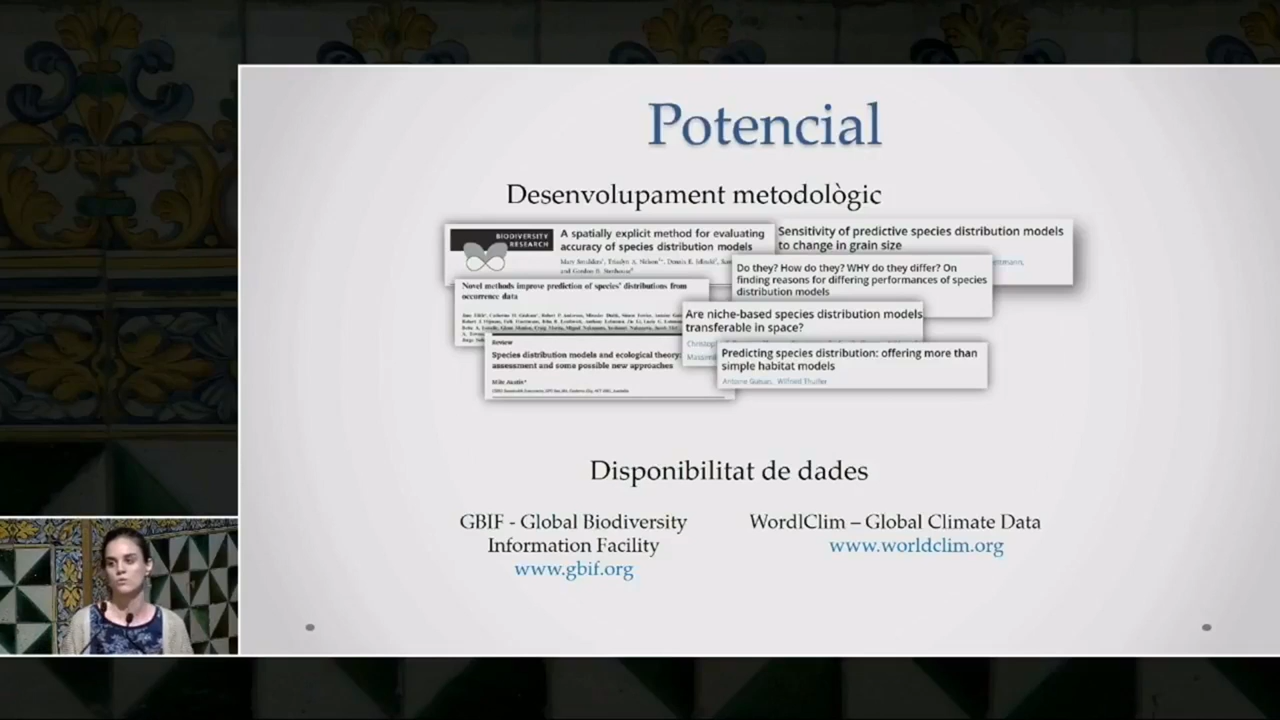 Potencial
Desenvolupament metodològic
BIODIVERSITY
RESEARCH
A spatially explicit method for evaluating
accuracy of species distribution models
and
Sensitivity of predictive species distribution models
to change in grain size
Do they? How do they? WHY do they differ? On
finding reasons for differing performances of species
distribution models
Novel methods improve prediction of species' distributions from
occurrence data
Are niche-based species distribution models
transferable in space?
Review
Species distribution models and ecological theory:
assessment and some possible new approaches
Predicting species distribution: offering more than
simple habitat models
Antoine Guisan, Wilfried Thuiller
Disponibilitat de dades
GBIF - Global Biodiversity
Information Facility
www.gbif.org
WordlClim – Global Climate Data
www.worldclim.org